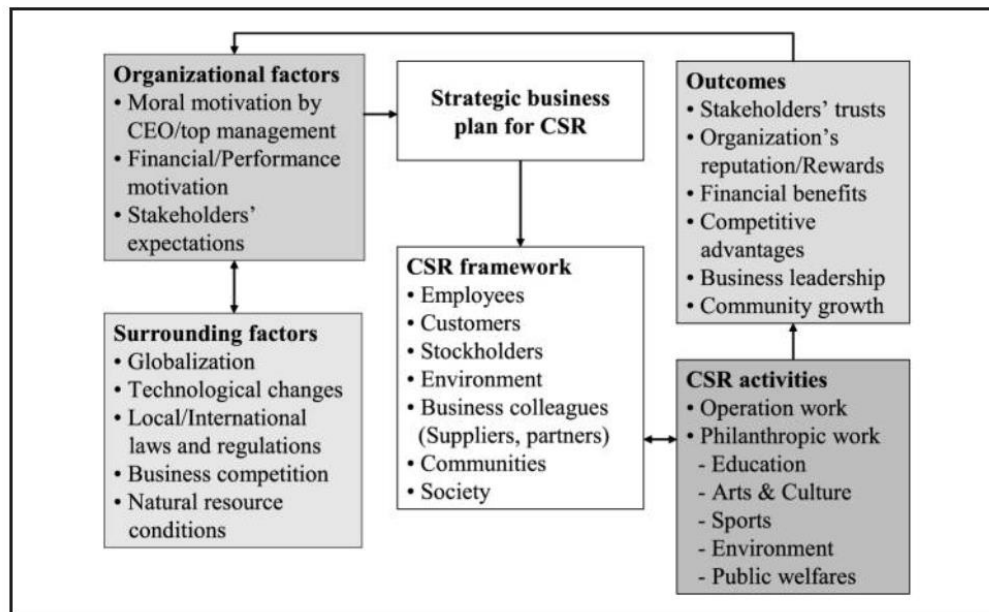 Organizational factors
• Moral motivation by
CEO/top management
• Financial/Performance
motivation
• Stakeholders'
expectations
Surrounding factors
• Globalization
• Technological changes
• Local/International
laws and regulations
• Business competition
• Natural resource
conditions
Strategic business
plan for CSR
CSR framework
• Employees
• Customers
• Stockholders
• Environment
• Business colleagues
(Suppliers, partners)
• Communities
• Society
Outcomes
• Stakeholders' trusts
• Organization's
reputation/Rewards
• Financial benefits
• Competitive
advantages
• Business leadership
• Community growth
CSR activities
• Operation work
• Philanthropic work
- Education
- Arts & Culture
- Sports
- Environment
- Public welfares